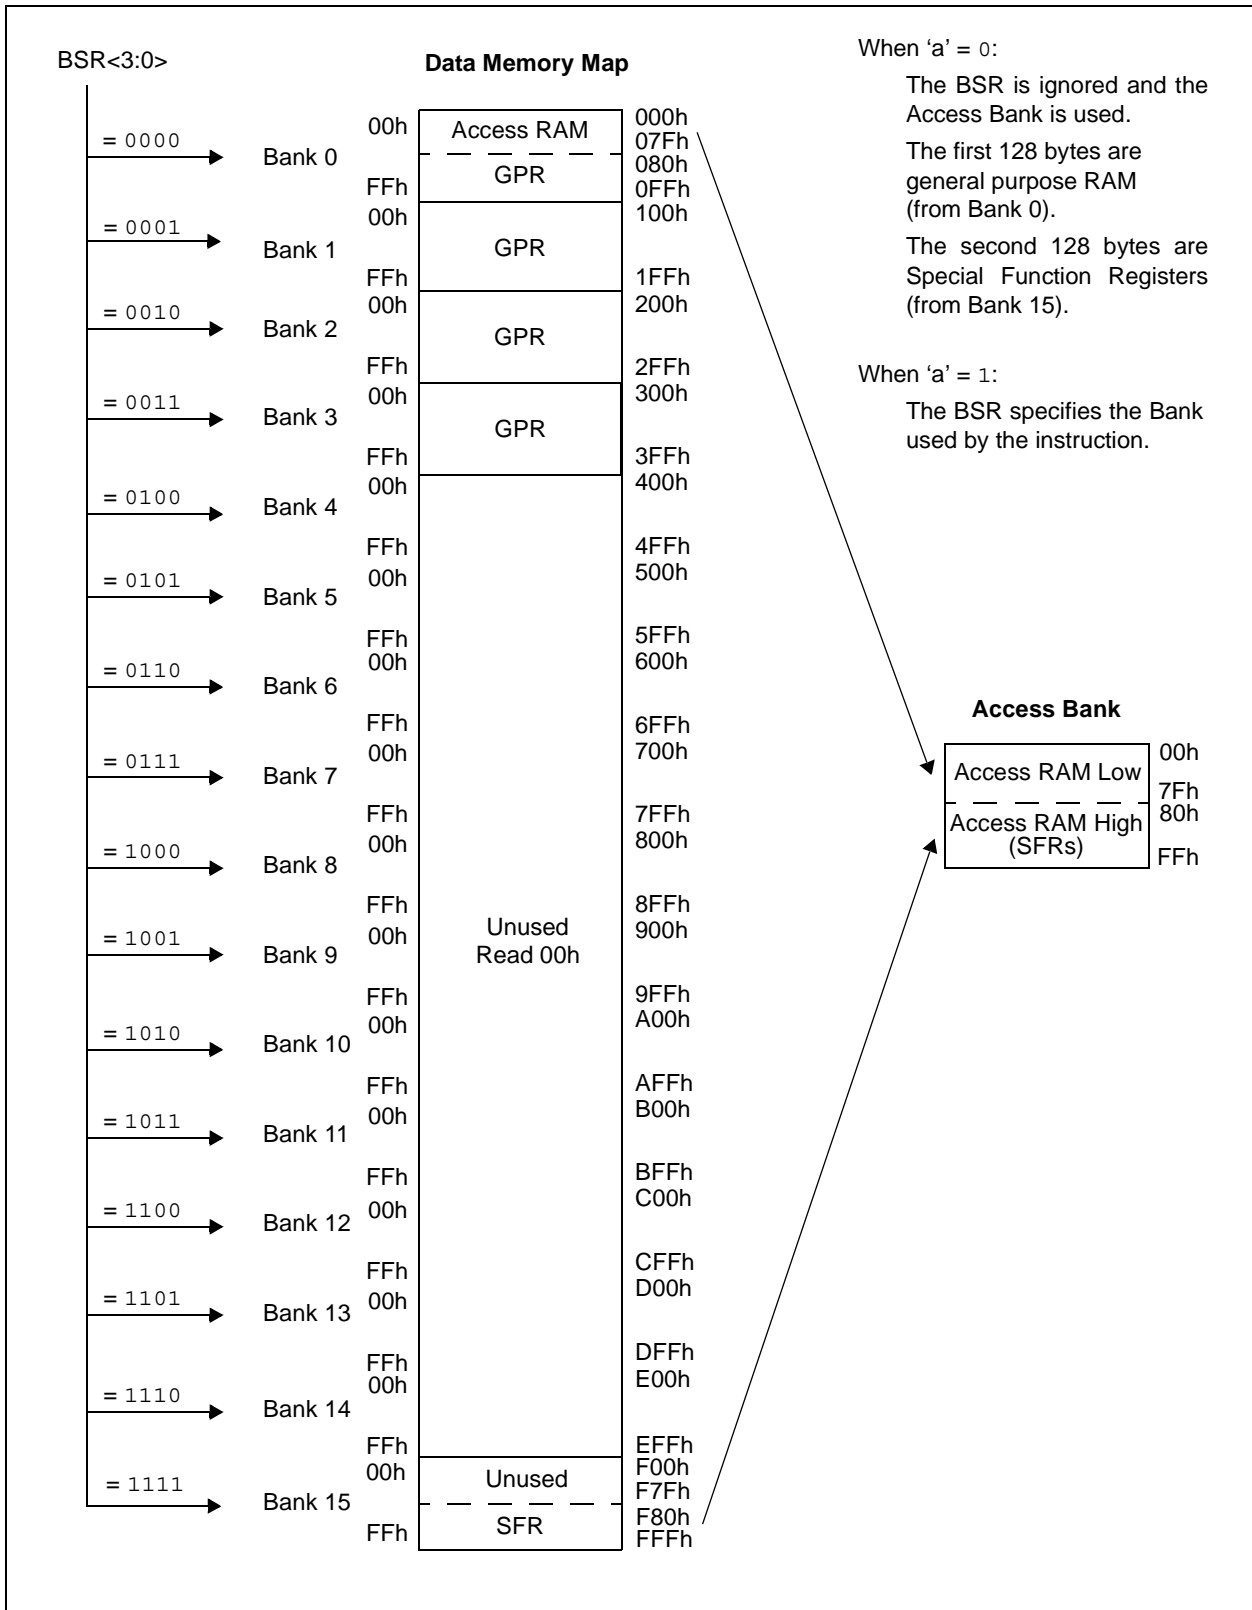 BSR<3:0>
Data Memory Map
When ‘a’ = 0:
The BSR is ignored and the
Access Bank is used.
The first 128 bytes are
general purpose RAM
(from Bank 0).
The second 128 bytes are
Special Function Registers
(from Bank 15).
When ‘a’ = 1:
The BSR specifies the Bank
used by the instruction.
= 0000
Bank 0
00h
FFh
Access RAM
GPR
000h
07Fh
080h
0FFh
= 0001
Bank 1
00h
FFh
GPR
100h
1FFh
= 0010
Bank 2
00h
FFh
GPR
200h
2FFh
= 0011
Bank 3
00h
FFh
GPR
300h
3FFh
= 0100
Bank 4
00h
FFh
400h
4FFh
= 0101
Bank 5
00h
FFh
500h
5FFh
= 0110
Bank 6
00h
FFh
600h
6FFh
= 0111
Bank 7
00h
FFh
700h
7FFh
= 1000
Bank 8
00h
FFh
800h
8FFh
= 1001
Bank 9
00h
FFh
Unused
Read 00h
900h
9FFh
= 1010
Bank 10
00h
FFh
A00h
AFFh
= 1011
Bank 11
00h
FFh
B00h
BFFh
= 1100
Bank 12
00h
FFh
C00h
CFFh
= 1101
Bank 13
00h
FFh
D00h
DFFh
= 1110
Bank 14
00h
FFh
E00h
EFFh
= 1111
Bank 15
00h
FFh
Unused
SFR
F00h
F7Fh
F80h
FFFh
Access Bank
Access RAM Low
Access RAM High
(SFRs)
00h
7Fh
80h
FFh